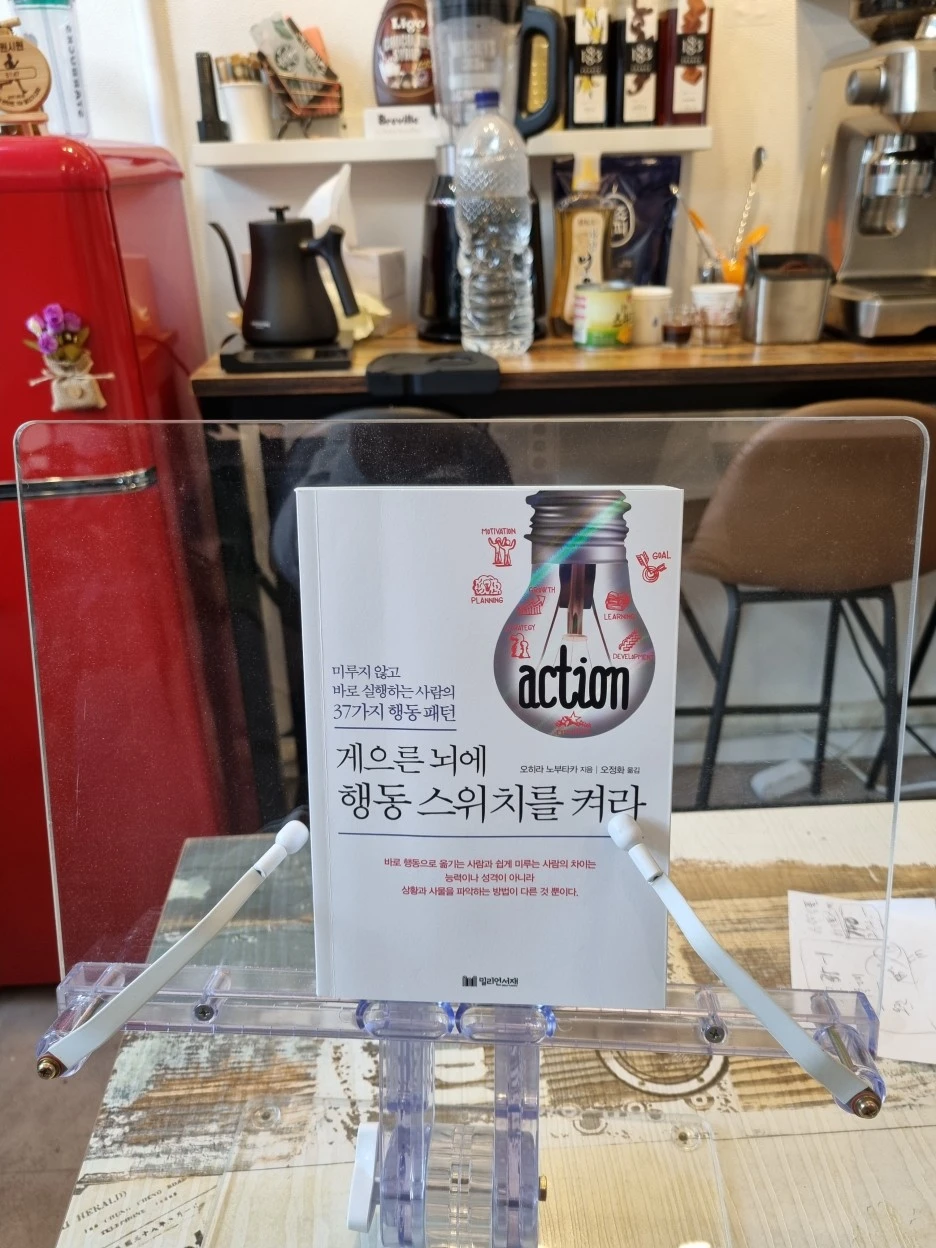 Breville
183
183
183
MOTIVATION
GOAL
PLANNING
GROWTH
LEARNING
DEVELOPMENT
action
미루지 않고
바로 실행하는 사람의
37가지 행동 패턴
게으른 뇌에
오히라 노부타카 지음 | 오정화 옮김
행동 스위치를 켜라
바로 행동으로 옮기는 사람과 쉽게 미루는 사람의 차이는
능력이나 성격이 아니라
상황과 사물을 파악하는 방법이 다른 것 뿐이다.
밀리언서재
HERALD)